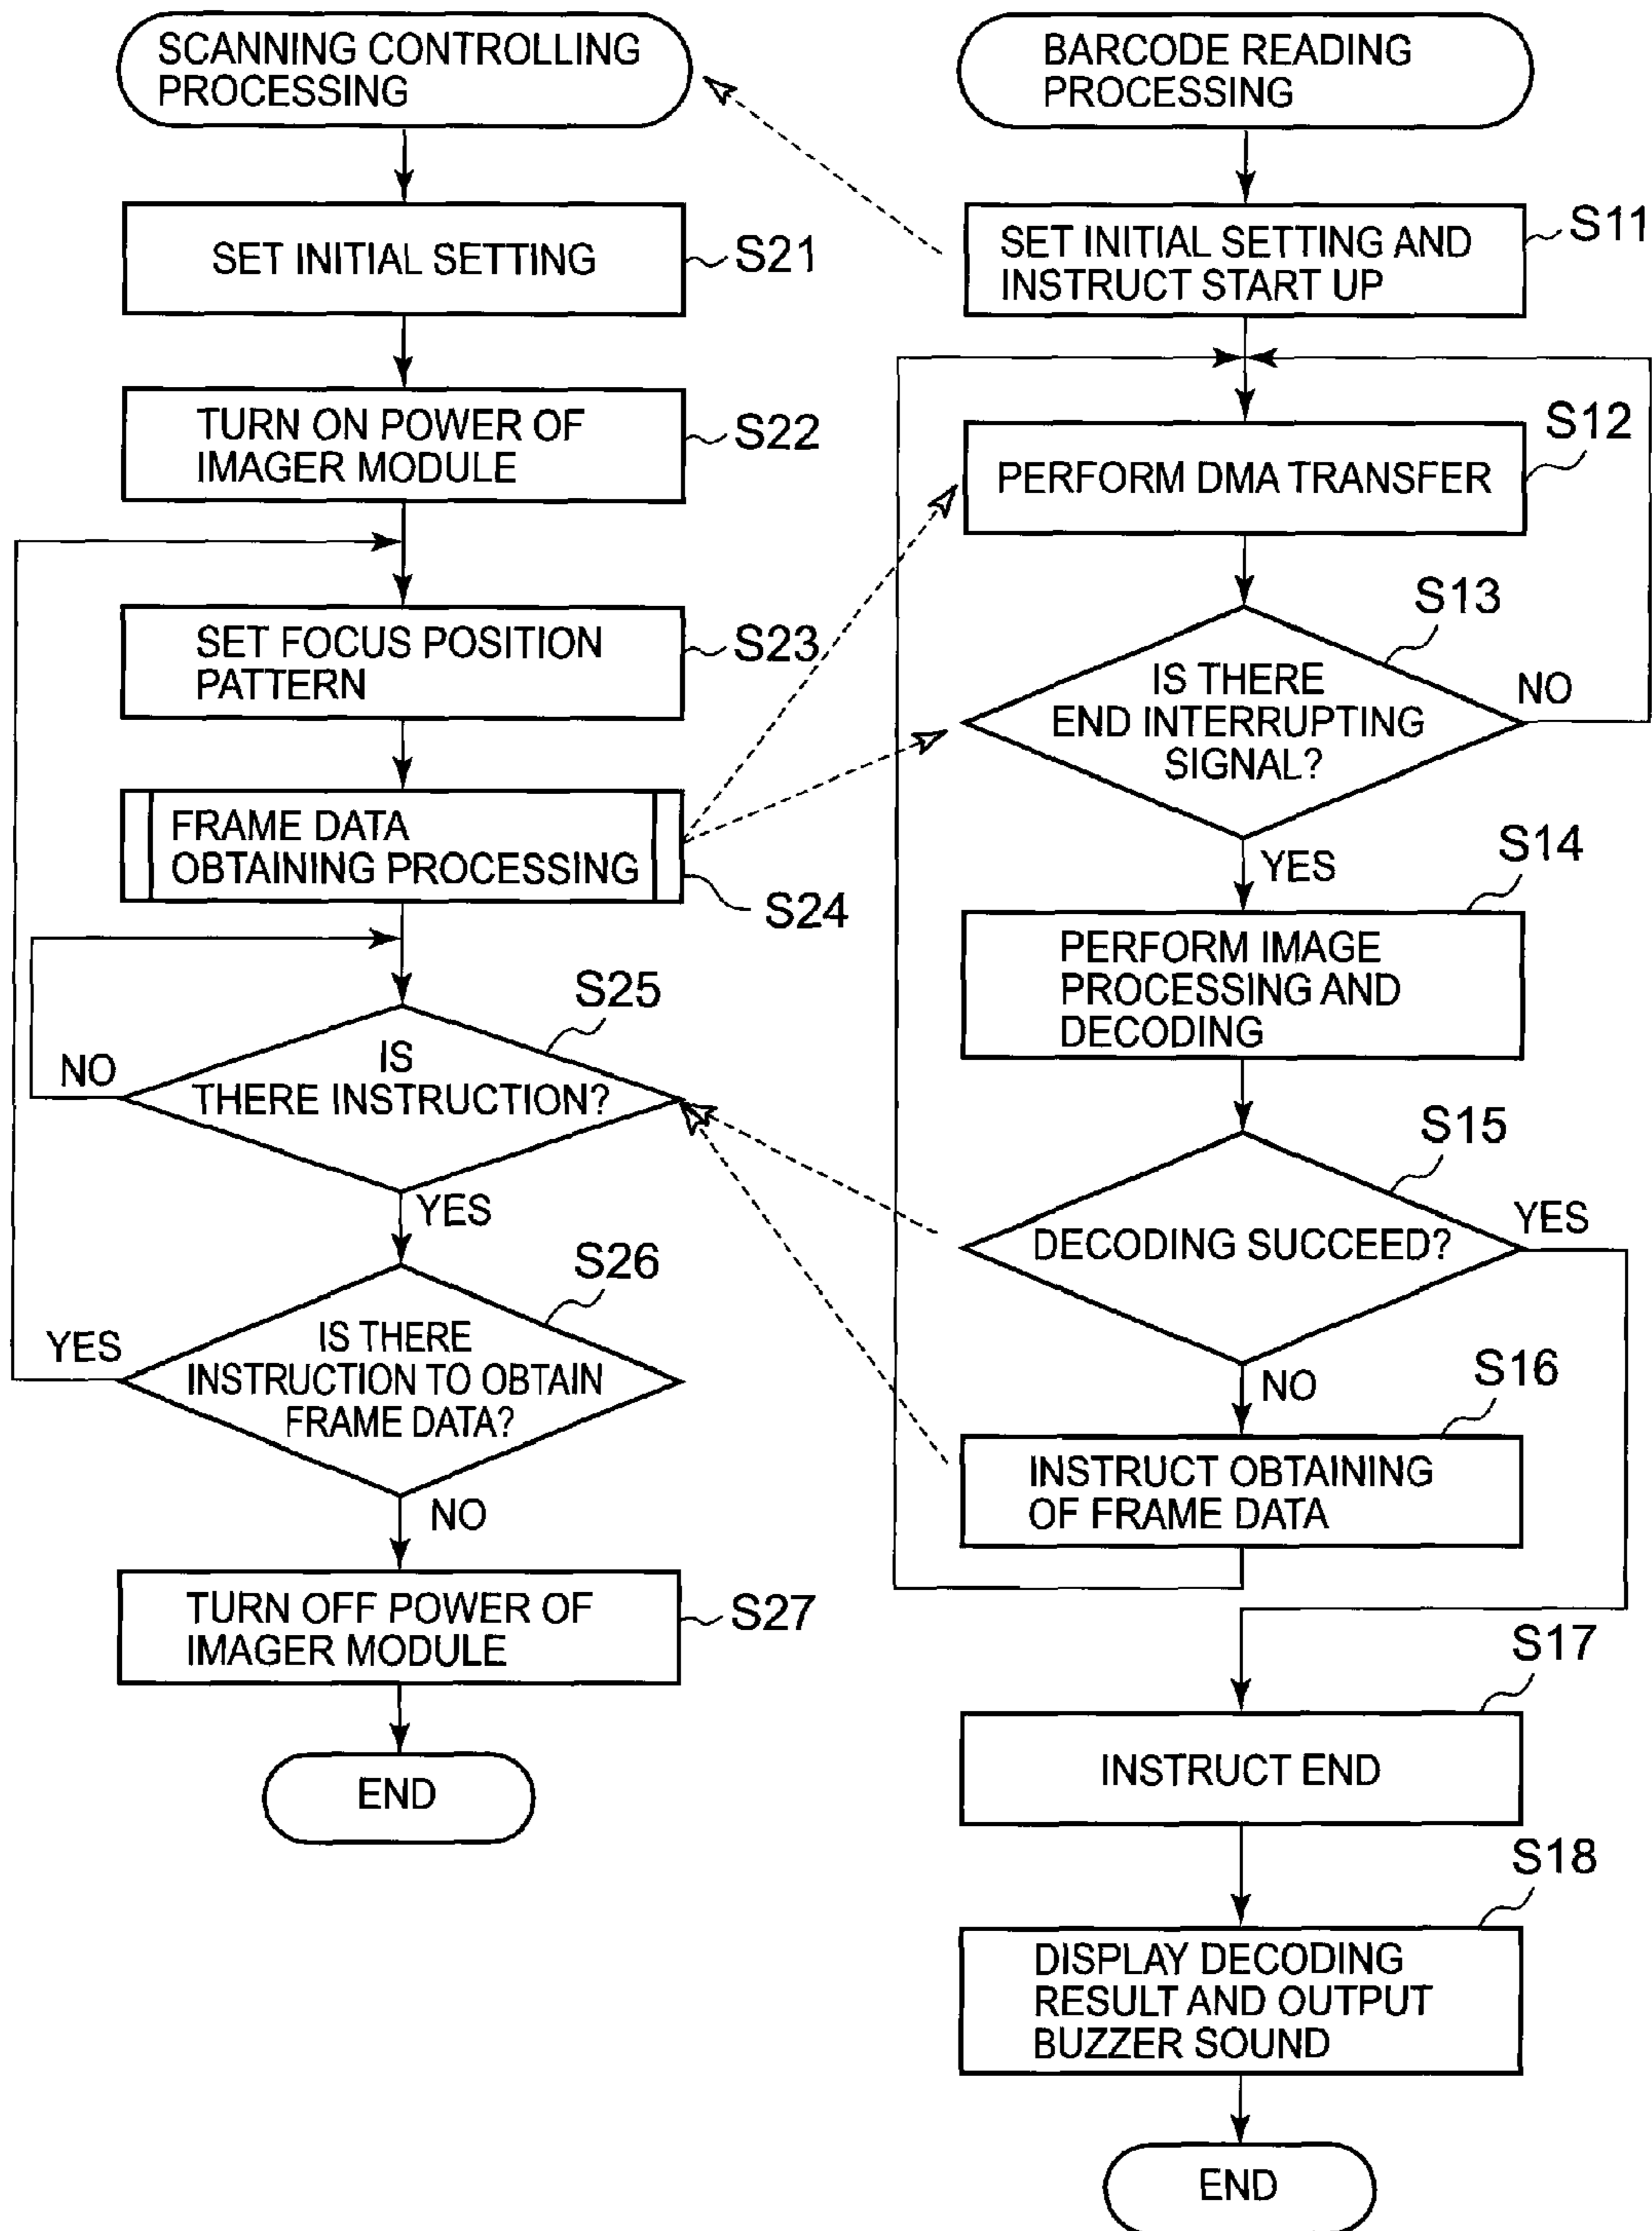 SCANNING CONTROLLING
PROCESSING
SET INITIAL SETTING
S21
TURN ON POWER OF
IMAGER MODULE
S22
SET FOCUS POSITION
PATTERN
S23
FRAME DATA
OBTAINING PROCESSING
S24
S25
IS
THERE INSTRUCTION?
NO
YES
S26
IS THERE
INSTRUCTION TO OBTAIN
FRAME DATA?
YES
NO
TURN OFF POWER OF
IMAGER MODULE
S27
END
BARCODE READING
PROCESSING
SET INITIAL SETTING AND
INSTRUCT START UP
S11
S12
PERFORM DMA TRANSFER
S13
IS THERE
END INTERRUPTING
SIGNAL?
NO
YES
S14
PERFORM IMAGE
PROCESSING AND
DECODING
S15
DECODING SUCCEED?
YES
NO
S16
INSTRUCT OBTAINING
OF FRAME DATA
S17
INSTRUCT END
S18
DISPLAY DECODING
RESULT AND OUTPUT
BUZZER SOUND
END